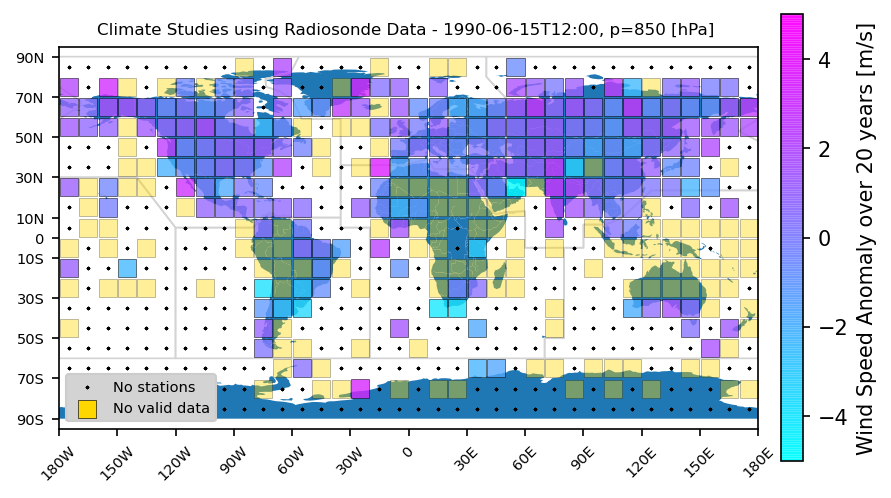 Climate Studies using Radiosonde Data - 1990-06-15T12:00, p=850 [hPa]
90N
70N
50N
30N
10N
0
10S
30S
50S
70S
90S
No stations
No valid data
180W
150W
120W
90W
60W
30W
0
30E
60E
90E
120E
150E
180E
4
2
0
−2
−4
Wind Speed Anomaly over 20 years [m/s]